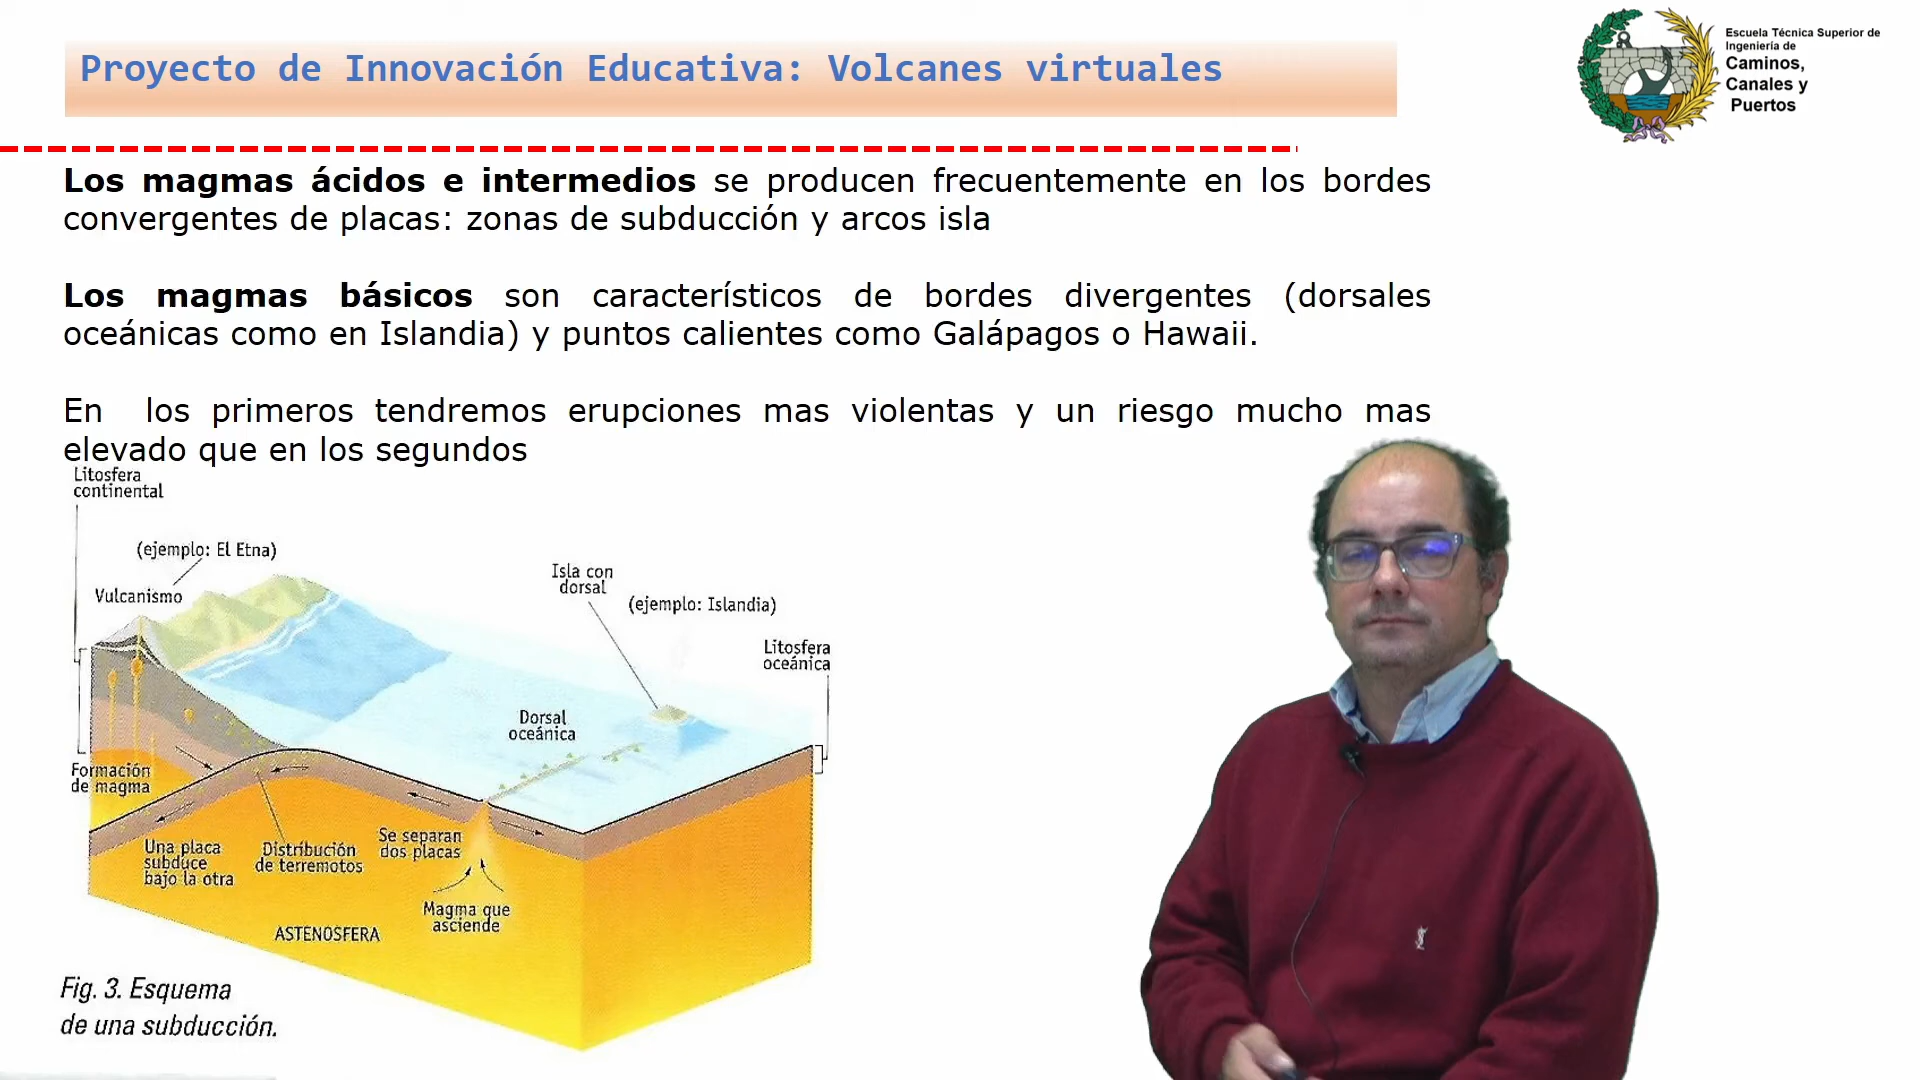 Proyecto de Innovación Educativa: Volcanes virtuales
Escuela Técnica Superior de
Ingeniería de
Caminos,
Canales y
Puertos
Los magmas ácidos e intermedios se producen frecuentemente en los bordes
convergentes de placas: zonas de subducción y arcos isla
Los magmas básicos son característicos de bordes divergentes (dorsales
oceánicas como en Islandia) y puntos calientes como Galápagos o Hawaii.
En los primeros tendremos erupciones mas violentas y un riesgo mucho mas
elevado que en los segundos
Litosfera
continental
(ejemplo: El Etna)
Vulcanismo
Isla con
dorsal
(ejemplo: Islandia)
Litosfera
oceánica
Dorsal
oceánica
Formación
de magma
Una placa
subduce
bajo la otra
Distribución
de terremotos
Se separan
dos placas
Magma que
asciende
ASTENOSFERA
Fig. 3. Esquema
de una subducción.